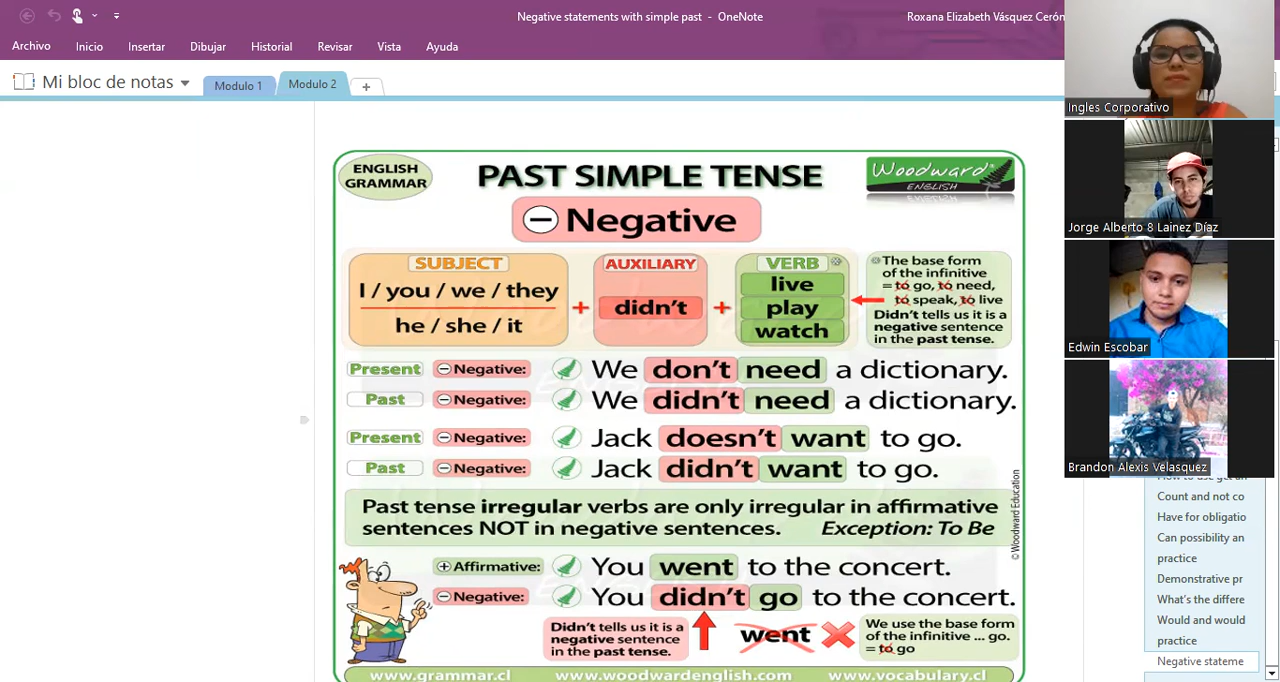 Negative statements with simple past - OneNote
Roxana Elizabeth Vásquez Cerón
Archivo Inicio Insertar Dibujar Historial Revisar Vista Ayuda
Mi bloc de notas Modulo 1 Modulo 2 +
ENGLISH
GRAMMAR
PAST SIMPLE TENSE
Woodward
ENGLISH
− Negative
SUBJECT
I / you / we / they
he / she / it
+
AUXILIARY
didn't
+
VERB
live
play
watch
The base form
of the infinitive
= to go, to need,
to speak, to live
Didn't tells us it is a
negative sentence
in the past tense.
Present − Negative: We don't need a dictionary.
Past − Negative: We didn't need a dictionary.
Present − Negative: Jack doesn't want to go.
Past − Negative: Jack didn't want to go.
Past tense irregular verbs are only irregular in affirmative
sentences NOT in negative sentences. Exception: To Be
+ Affirmative: You went to the concert.
− Negative: You didn't go to the concert.
Didn't tells us it is a
negative sentence
in the past tense.
went
We use the base form
of the infinitive ... go.
= to go
www.grammar.cl www.woodwardenglish.com www.vocabulary.cl
© Woodward Education
Ingles Corporativo
Jorge Alberto 8 Lainez Díaz
Edwin Escobar
Brandon Alexis Velasquez
Count and not co
Have for obligatio
Can possibility an
practice
Demonstrative pr
What's the differe
Would and would
practice
Negative stateme